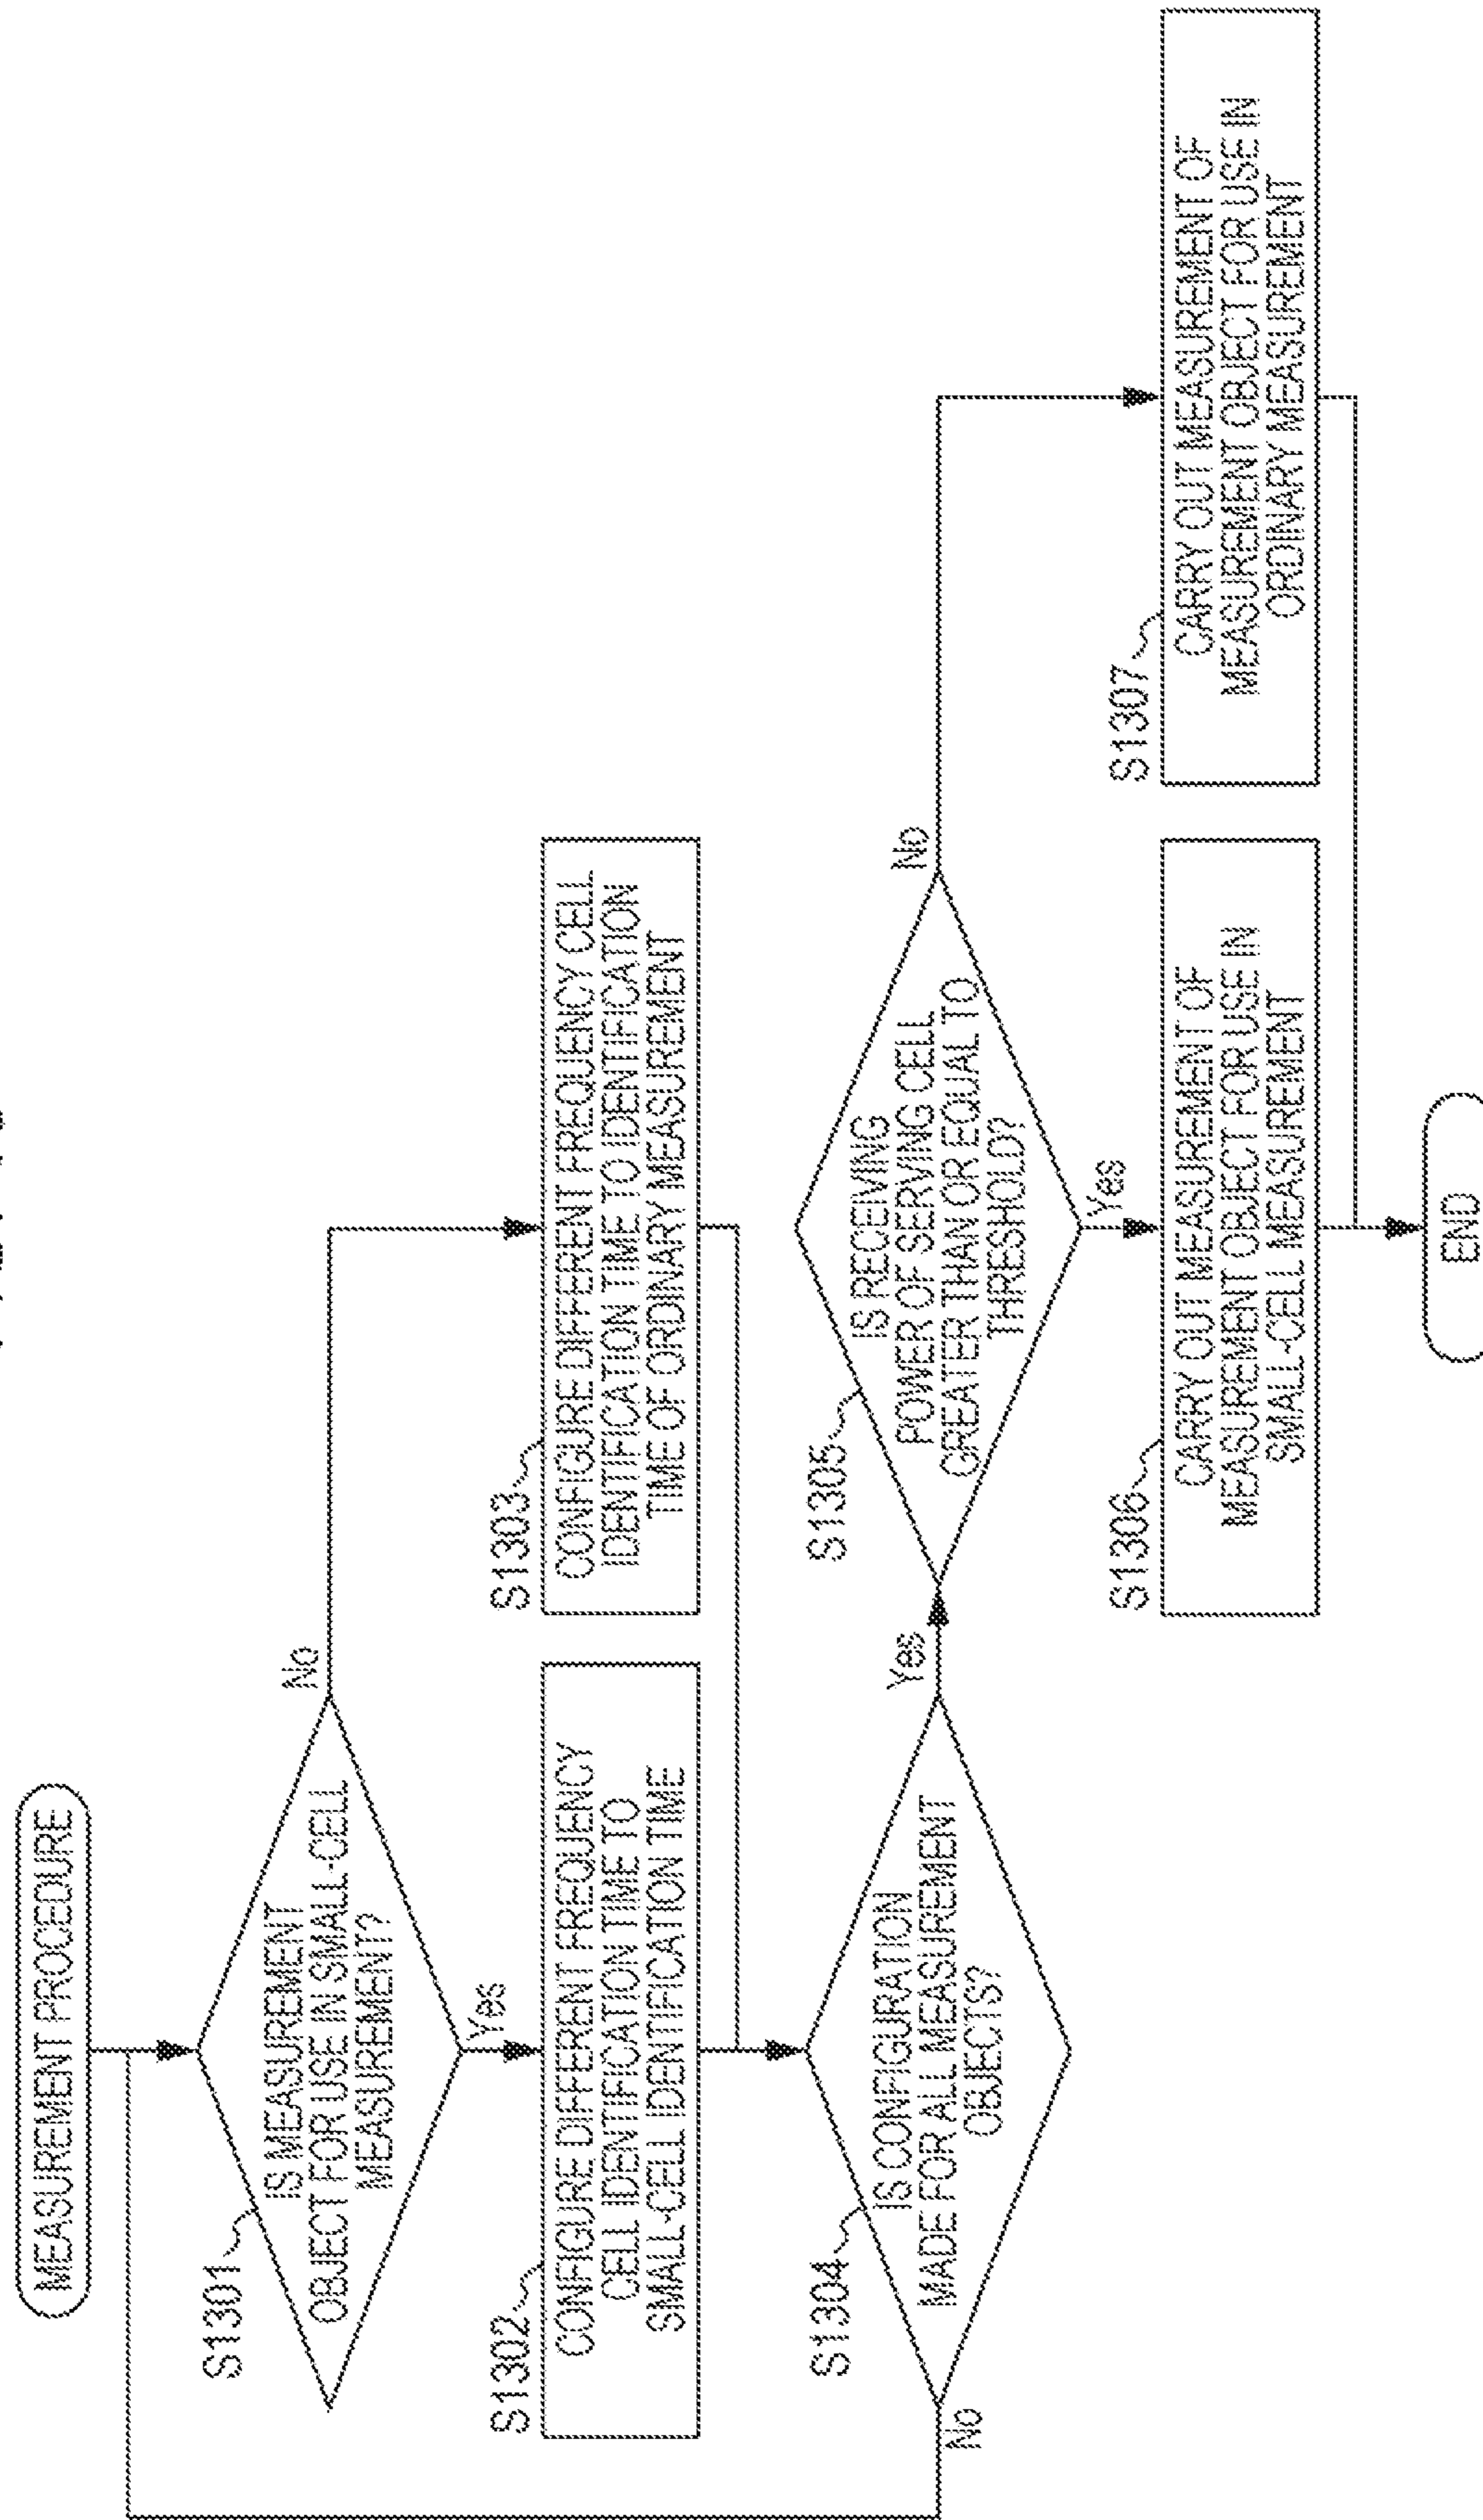 MEASUREMENT PROCEDURE
S1301
IS MEASUREMENT
OBJECT FOR USE IN SMALL-CELL
MEASUREMENT?
No
Yes
S1302
CONFIGURE DIFFERENT FREQUENCY
CELL IDENTIFICATION TIME TO
SMALL-CELL IDENTIFICATION TIME
S1303
CONFIGURE DIFFERENT FREQUENCY CELL
IDENTIFICATION TIME TO IDENTIFICATION
TIME OF ORDINARY MEASUREMENT
S1304
IS CONFIGURATION
MADE FOR ALL MEASUREMENT
OBJECTS?
No
Yes
S1305
IS RECEIVING
POWER OF SERVING CELL
GREATER THAN OR EQUAL TO
THRESHOLD?
No
Yes
S1306
CARRY OUT MEASUREMENT OF
MEASUREMENT OBJECT FOR USE IN
SMALL-CELL MEASUREMENT
S1307
CARRY OUT MEASUREMENT OF
MEASUREMENT OBJECT FOR USE IN
ORDINARY MEASUREMENT
END